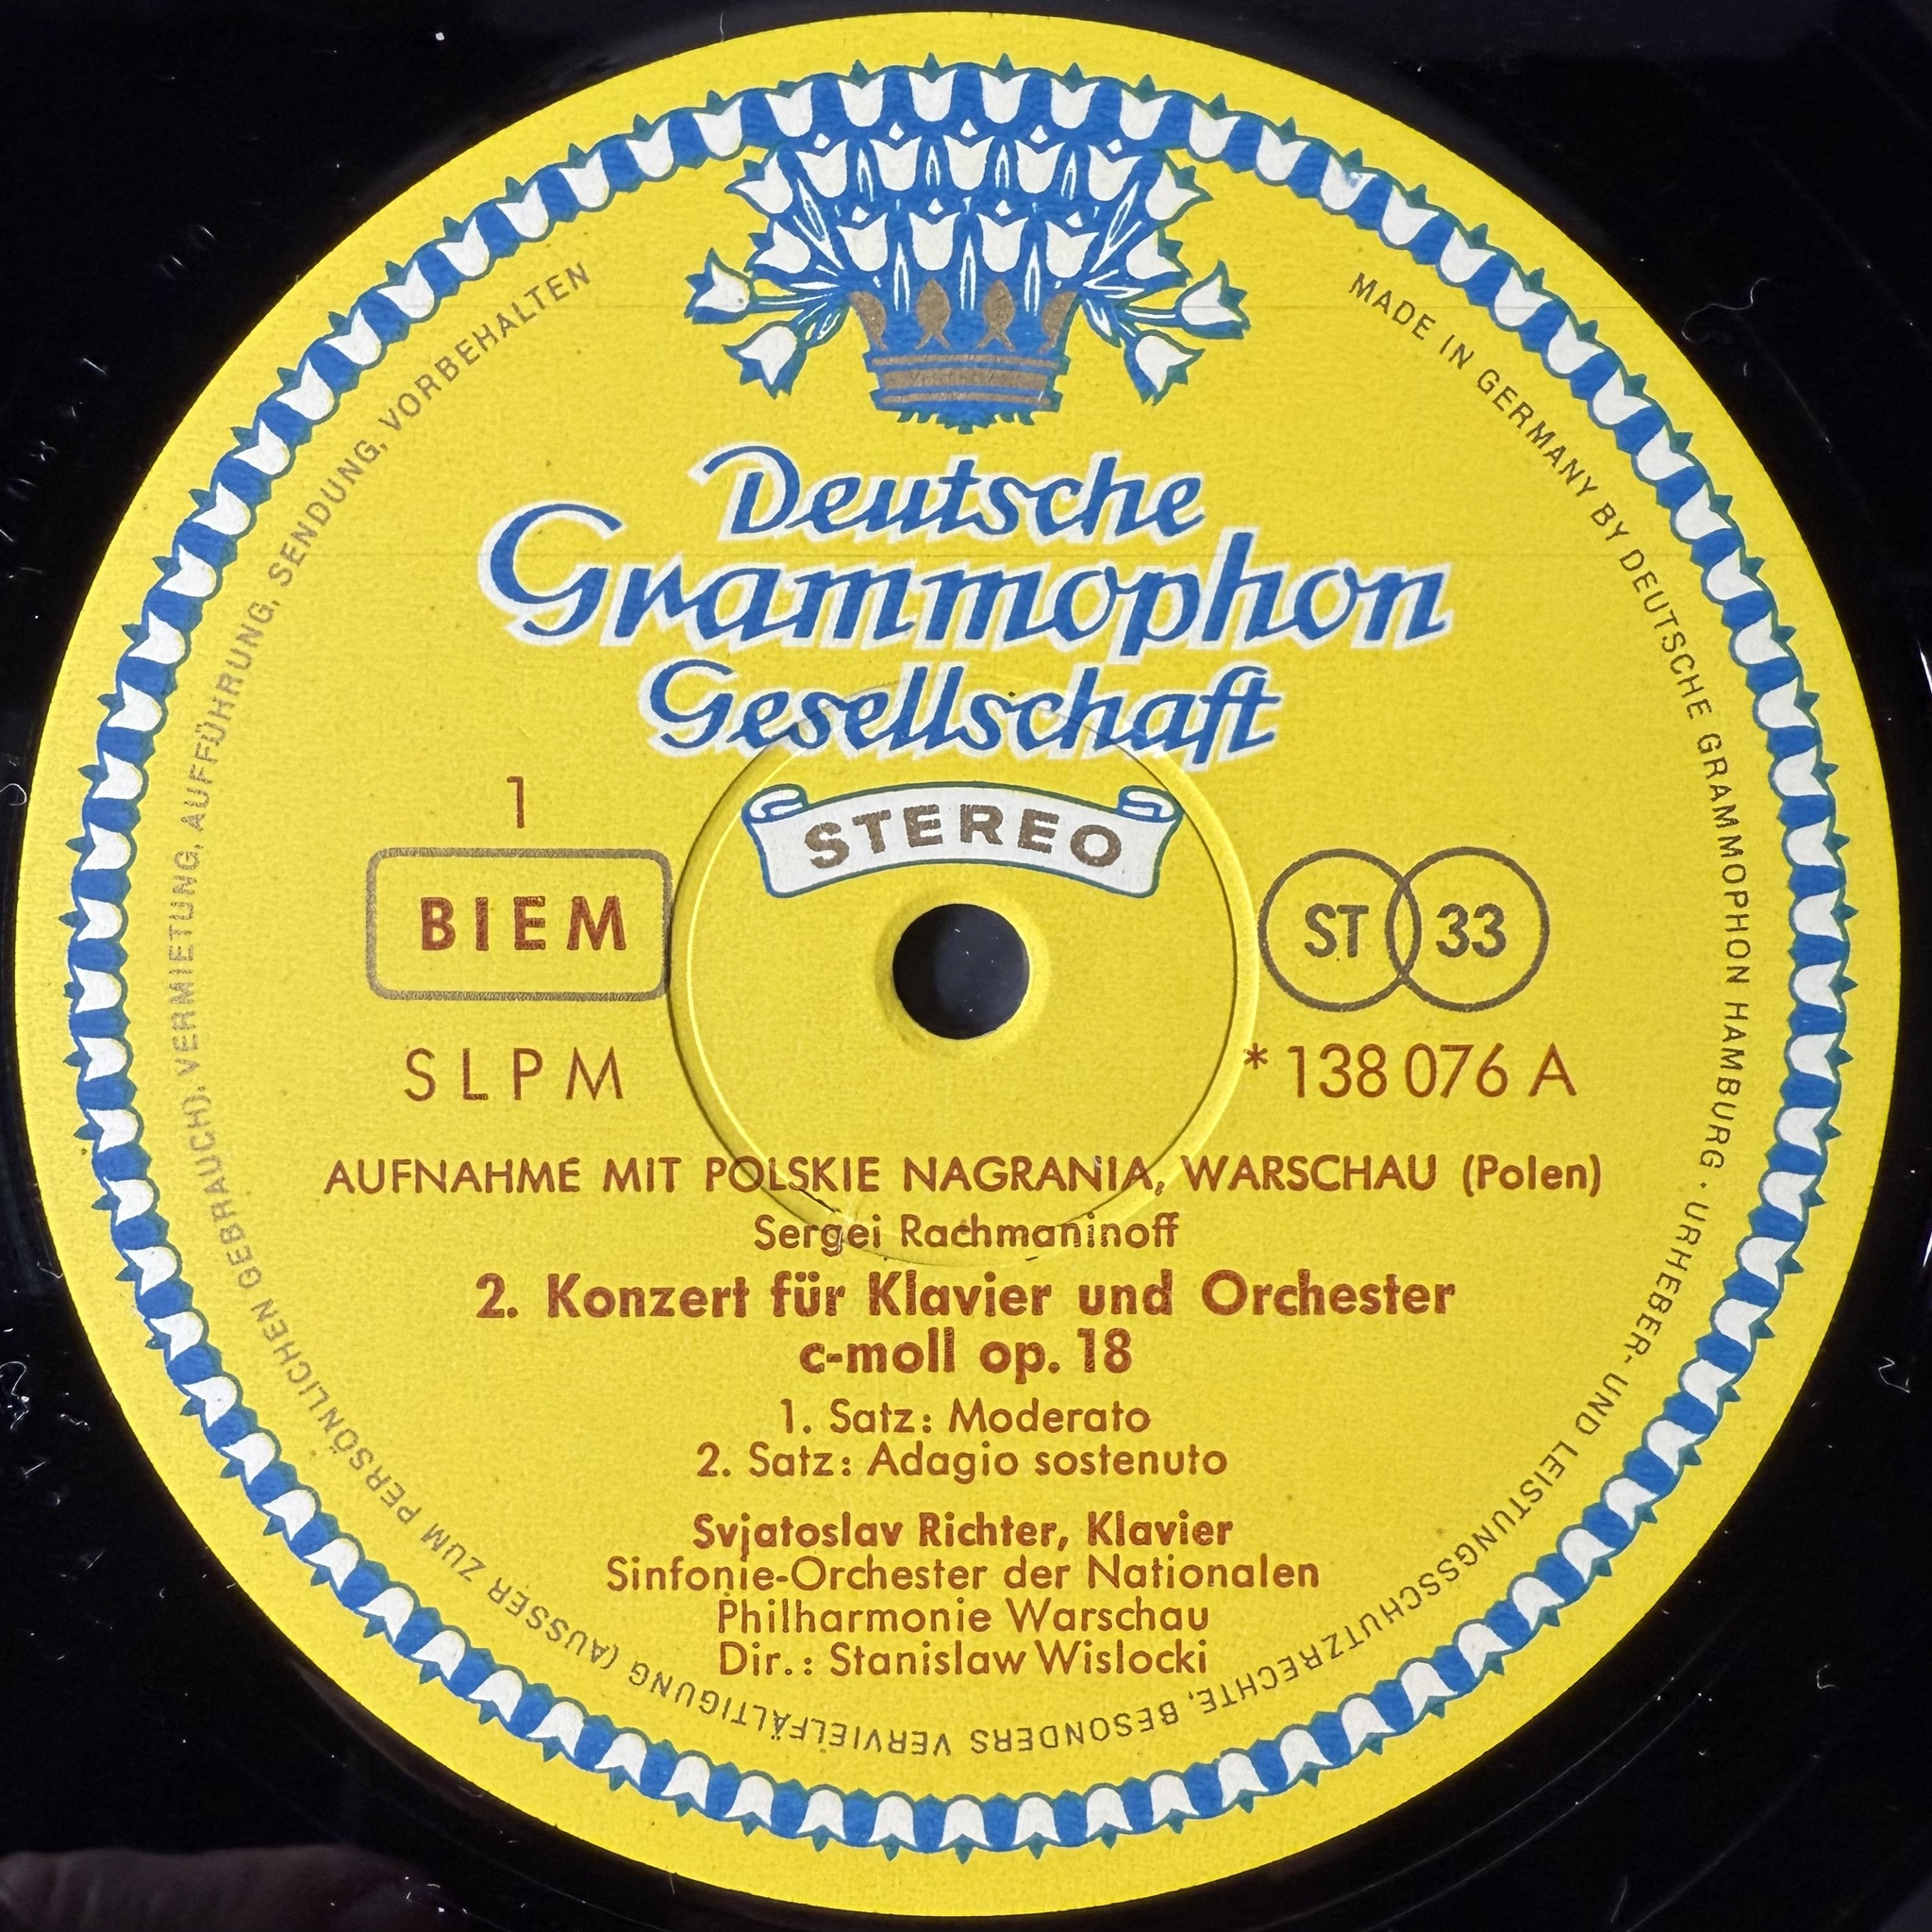 Deutsche
Grammophon
Gesellschaft
STEREO
1
BIEM
ST 33
SLPM
*138 076 A
AUFNAHME MIT POLSKIE NAGRANIA, WARSCHAU (Polen)
Sergei Rachmaninoff
2. Konzert für Klavier und Orchester
c-moll op. 18
1. Satz: Moderato
2. Satz: Adagio sostenuto
Svjatoslav Richter, Klavier
Sinfonie-Orchester der Nationalen
Philharmonie Warschau
Dir.: Stanislaw Wislocki
MADE IN GERMANY BY DEUTSCHE GRAMMOPHON HAMBURG · URHEBER- UND LEISTUNGSSCHUTZRECHTE, BESONDERS VERVIELFÄLTIGUNG (AUSSER ZUM PERSÖNLICHEN GEBRAUCH), VERMIETUNG, AUFFÜHRUNG, SENDUNG, VORBEHALTEN